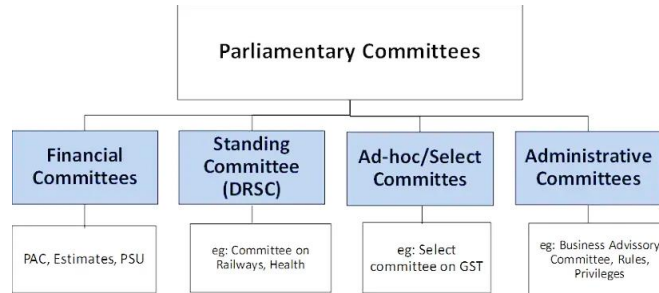 Parliamentary Committees
Financial
Committees
Standing
Committee
(DRSC)
Ad-hoc/Select
Committes
Administrative
Committees
PAC, Estimates, PSU
eg: Committee on
Railways, Health
eg: Select
committee on GST
eg: Business Advisory
Committee, Rules,
Privileges